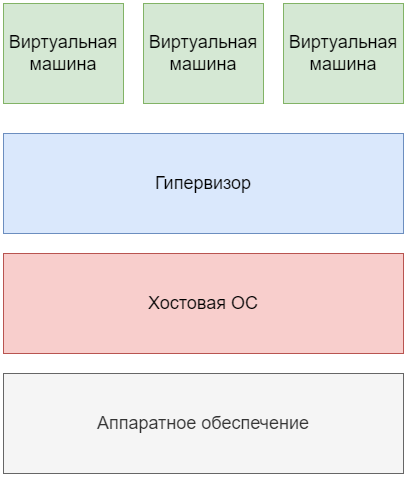 Виртуальная
машина
Виртуальная
машина
Виртуальная
машина
Гипервизор
Хостовая ОС
Аппаратное обеспечение